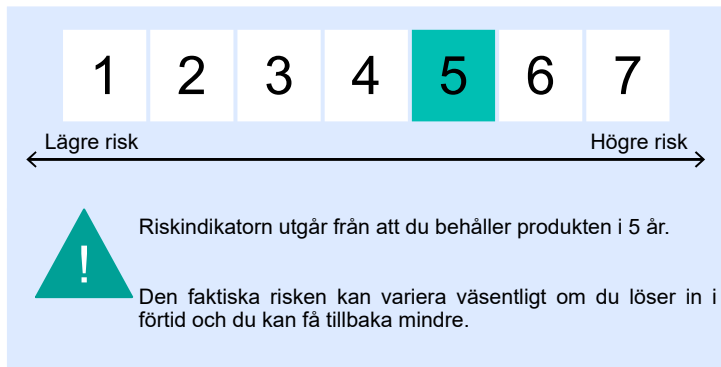 1 2 3 4 5 6 7
Lägre risk Högre risk
! Riskindikatorn utgår från att du behåller produkten i 5 år.
Den faktiska risken kan variera väsentligt om du löser in i
förtid och du kan få tillbaka mindre.